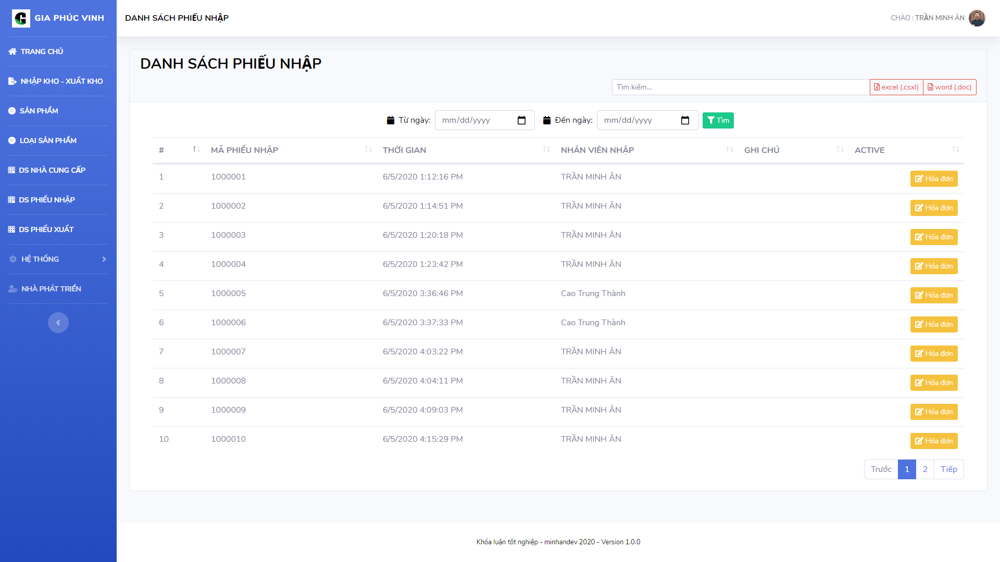 GIA PHÚC VINH
DANH SÁCH PHIẾU NHẬP
CHÀO : TRẦN MINH ÂN
TRANG CHỦ
NHẬP KHO - XUẤT KHO
SẢN PHẨM
LOẠI SẢN PHẨM
DS NHÀ CUNG CẤP
DS PHIẾU NHẬP
DS PHIẾU XUẤT
HỆ THỐNG
NHÀ PHÁT TRIỂN
DANH SÁCH PHIẾU NHẬP
Tìm kiếm... excel (.csxl) word (.doc)
Từ ngày: mm/dd/yyyy Đến ngày: mm/dd/yyyy Tìm
# MÃ PHIẾU NHẬP THỜI GIAN NHÂN VIÊN NHẬP GHI CHÚ ACTIVE
1 1000001 6/5/2020 1:12:16 PM TRẦN MINH ÂN Hóa đơn
2 1000002 6/5/2020 1:14:51 PM TRẦN MINH ÂN Hóa đơn
3 1000003 6/5/2020 1:20:18 PM TRẦN MINH ÂN Hóa đơn
4 1000004 6/5/2020 1:23:42 PM TRẦN MINH ÂN Hóa đơn
5 1000005 6/5/2020 3:36:46 PM Cao Trung Thành Hóa đơn
6 1000006 6/5/2020 3:37:33 PM Cao Trung Thành Hóa đơn
7 1000007 6/5/2020 4:03:22 PM TRẦN MINH ÂN Hóa đơn
8 1000008 6/5/2020 4:04:11 PM TRẦN MINH ÂN Hóa đơn
9 1000009 6/5/2020 4:09:03 PM TRẦN MINH ÂN Hóa đơn
10 1000010 6/5/2020 4:15:29 PM TRẦN MINH ÂN Hóa đơn
Trước 1 2 Tiếp
Khóa luận tốt nghiệp - minhandev 2020 - Version 1.0.0